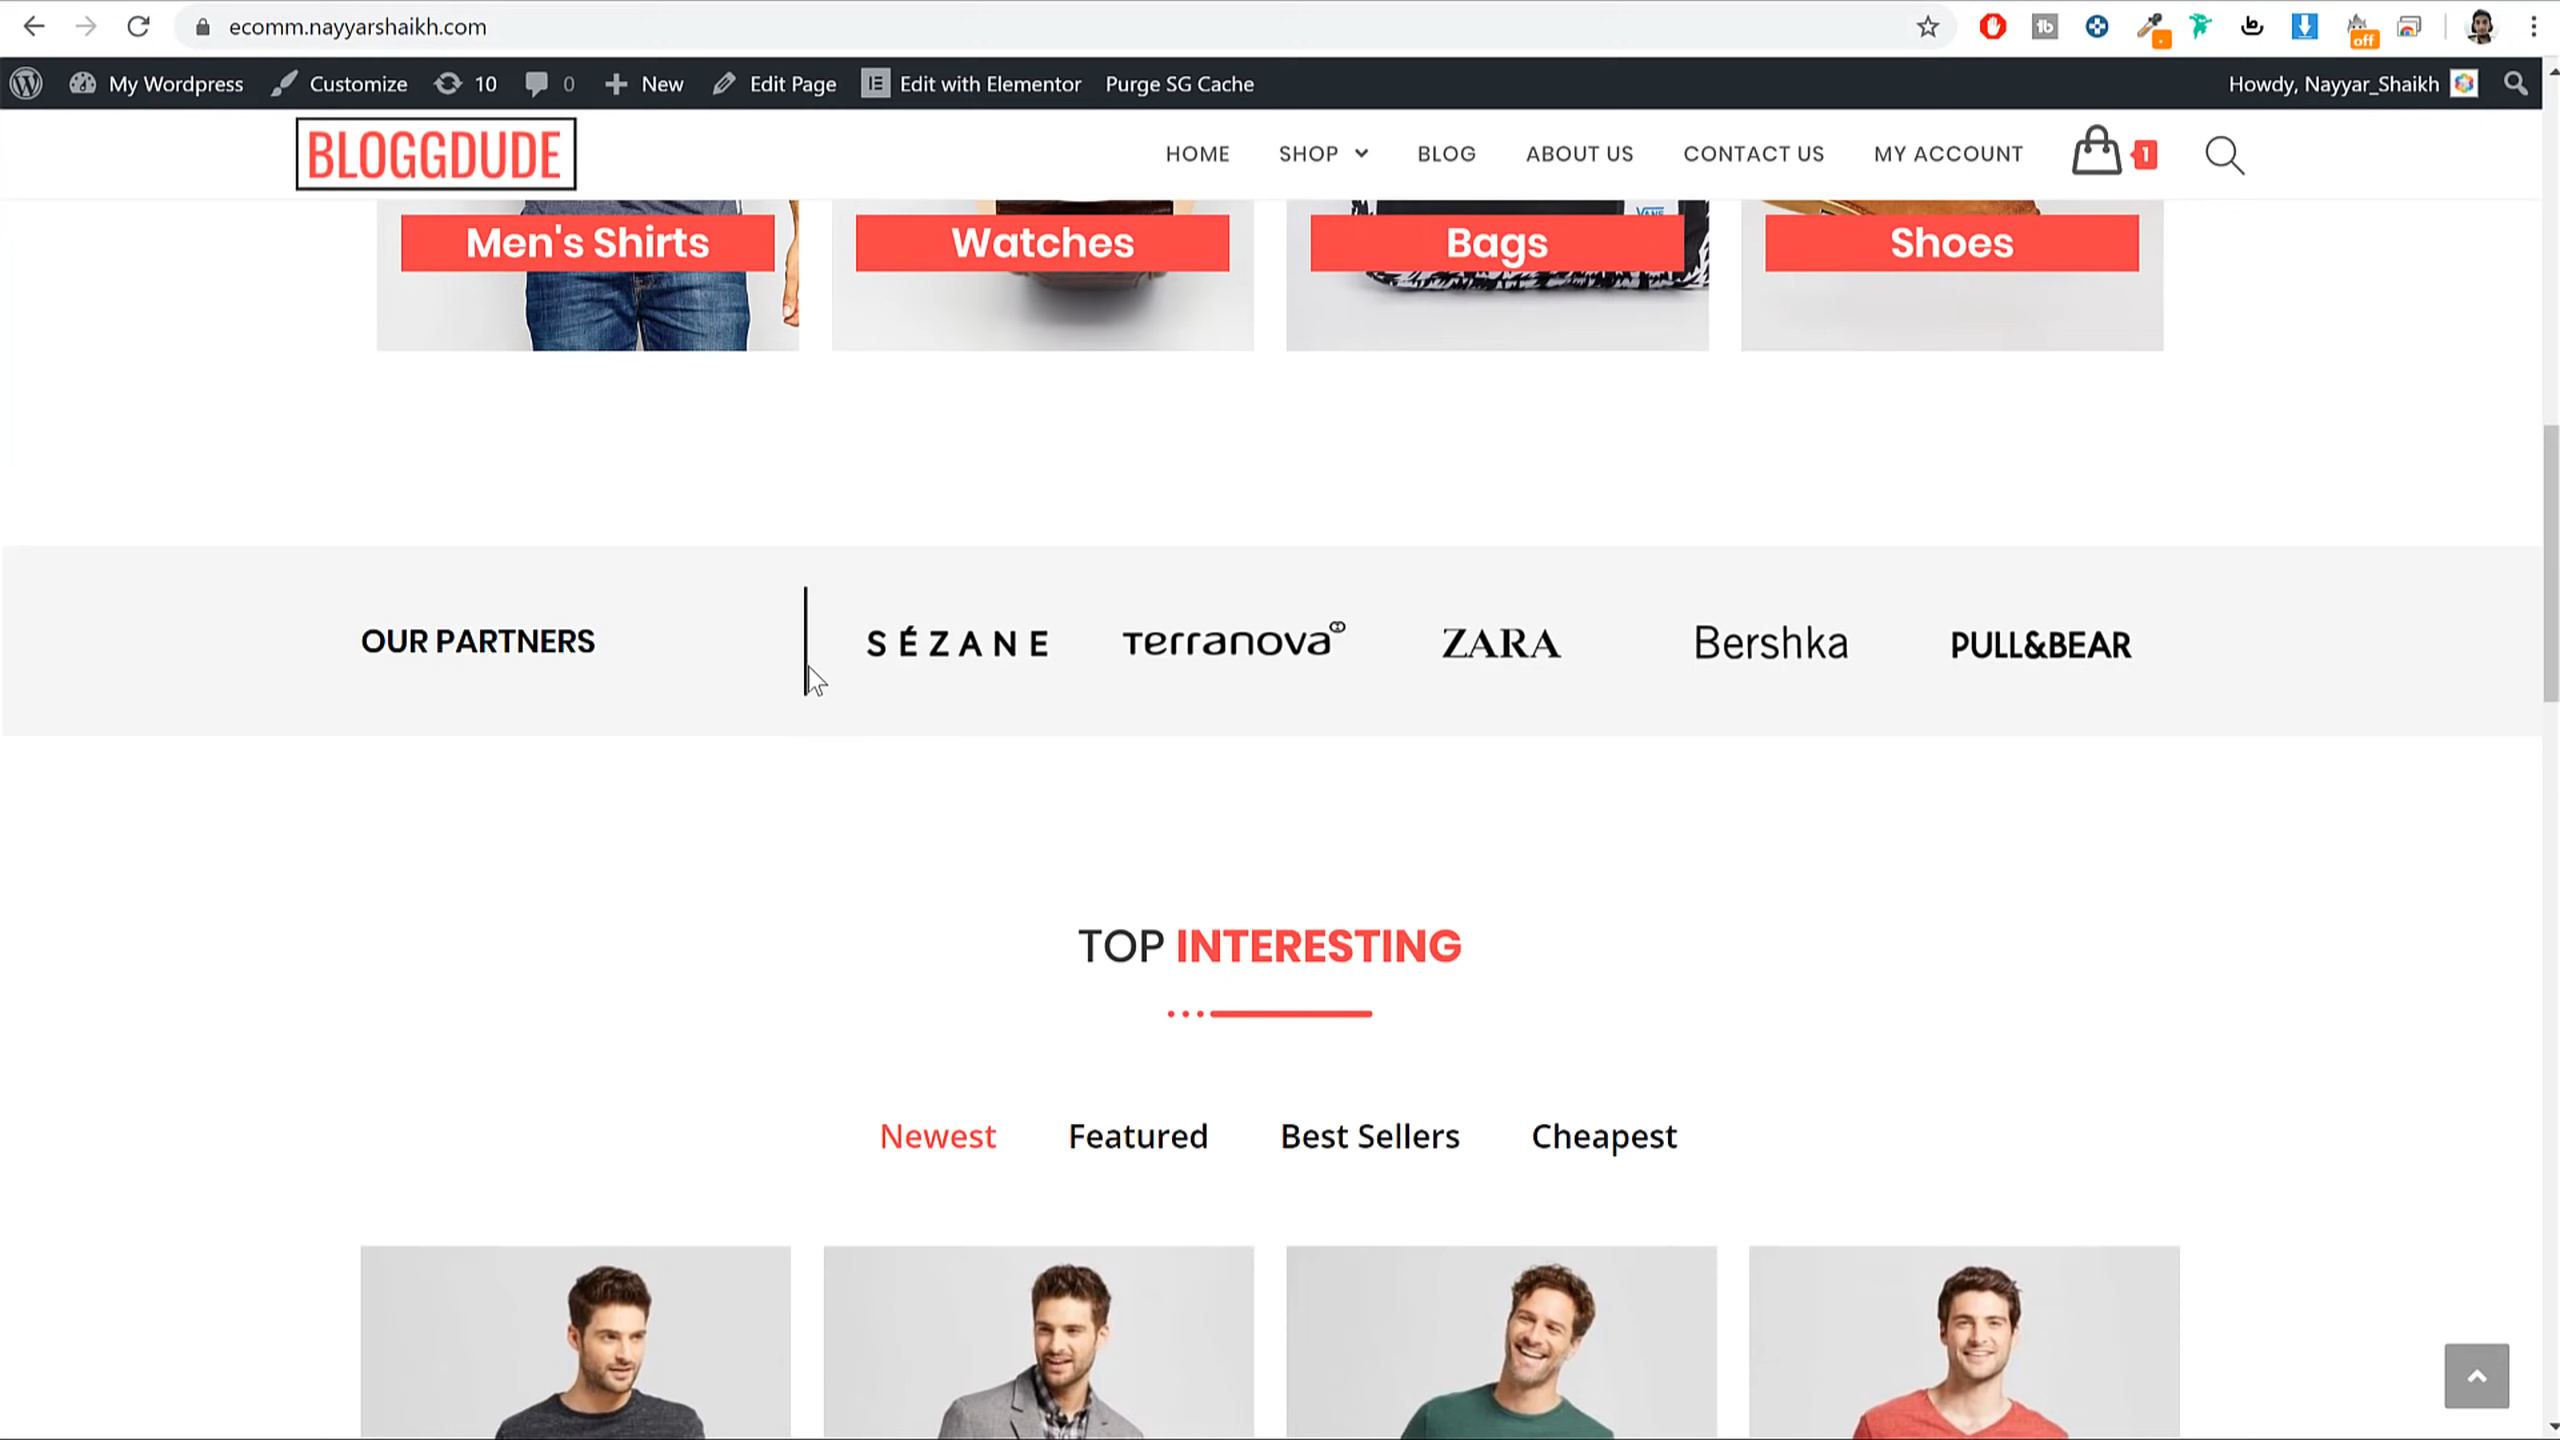 ecomm.nayyarshaikh.com
off
My Wordpress Customize 10 0 New Edit Page Edit with Elementor Purge SG Cache Howdy, Nayyar_Shaikh
BLOGGDUDE HOME SHOP BLOG ABOUT US CONTACT US MY ACCOUNT 1
VANS
Men's Shirts Watches Bags Shoes
OUR PARTNERS SÉZANE Terranova ZARA Bershka PULL&BEAR
TOP INTERESTING
Newest Featured Best Sellers Cheapest